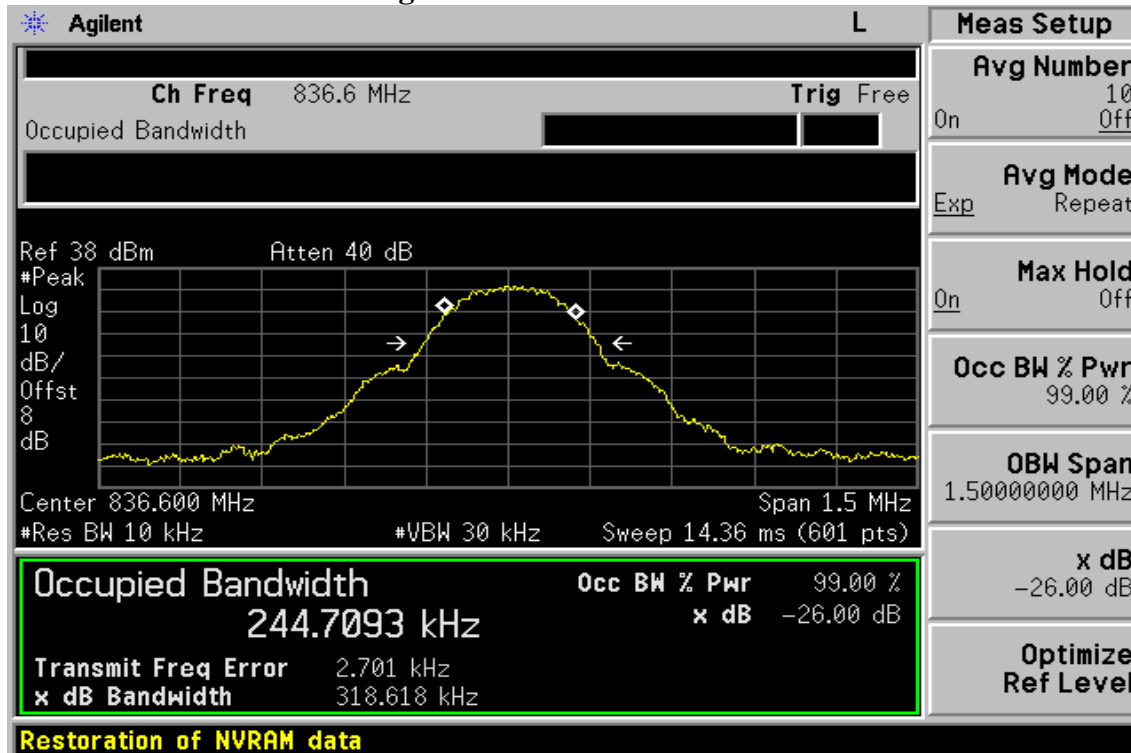 Agilent L Meas Setup
Ch Freq 836.6 MHz Trig Free
Occupied Bandwidth
Avg Number
10
On Off
Avg Mode
Exp Repeat
Max Hold
On Off
Occ BW % Pwr
99.00 %
OBW Span
1.50000000 MHz
x dB
-26.00 dB
Optimize
Ref Level
Ref 38 dBm Atten 40 dB
#Peak
Log
10
dB/
Offst
8
dB
Center 836.600 MHz Span 1.5 MHz
#Res BW 10 kHz #VBW 30 kHz Sweep 14.36 ms (601 pts)
Occupied Bandwidth Occ BW % Pwr 99.00 %
244.7093 kHz x dB -26.00 dB
Transmit Freq Error 2.701 kHz
x dB Bandwidth 318.618 kHz
Restoration of NVRAM data